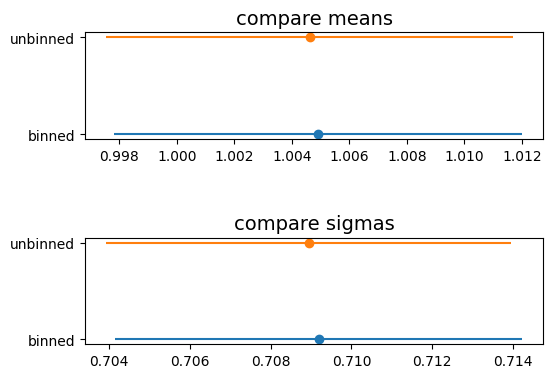 compare means
unbinned
binned
0.998 1.000 1.002 1.004 1.006 1.008 1.010 1.012
compare sigmas
unbinned
binned
0.704 0.706 0.708 0.710 0.712 0.714